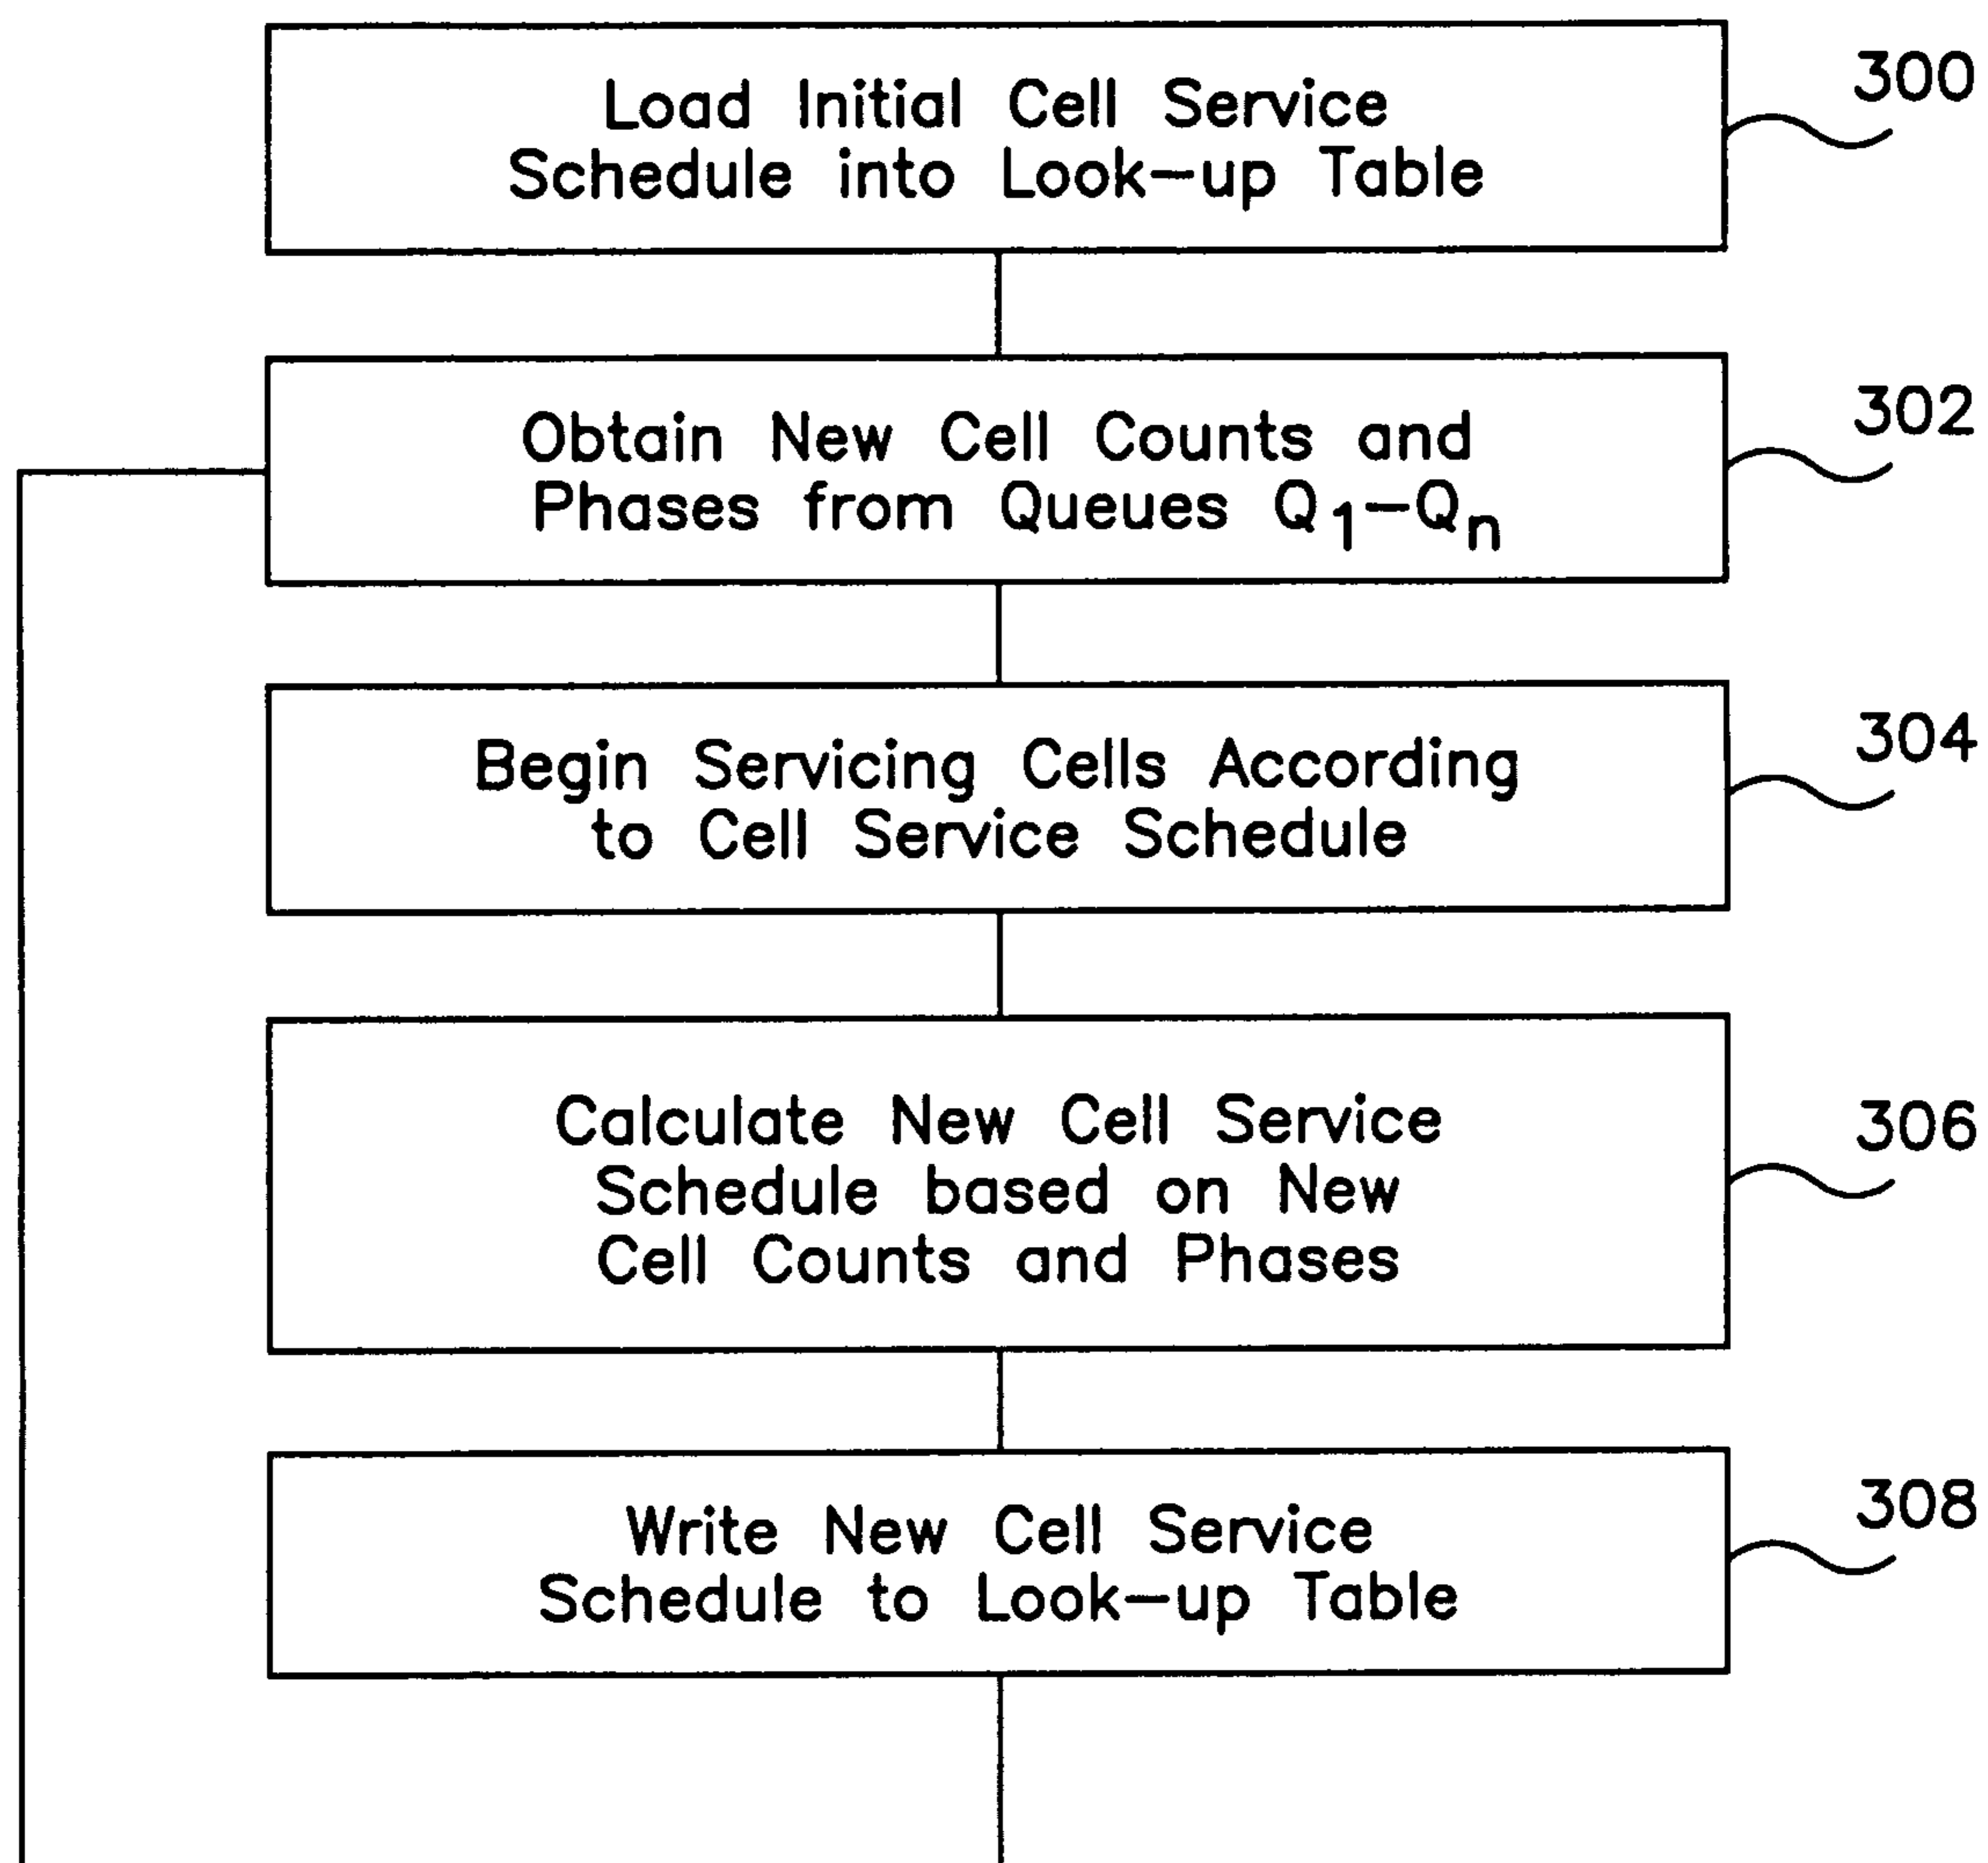 Load Initial Cell Service
Schedule into Look-up Table
300
Obtain New Cell Counts and
Phases from Queues Q1-Qn
302
Begin Servicing Cells According
to Cell Service Schedule
304
Calculate New Cell Service
Schedule based on New
Cell Counts and Phases
306
Write New Cell Service
Schedule to Look-up Table
308